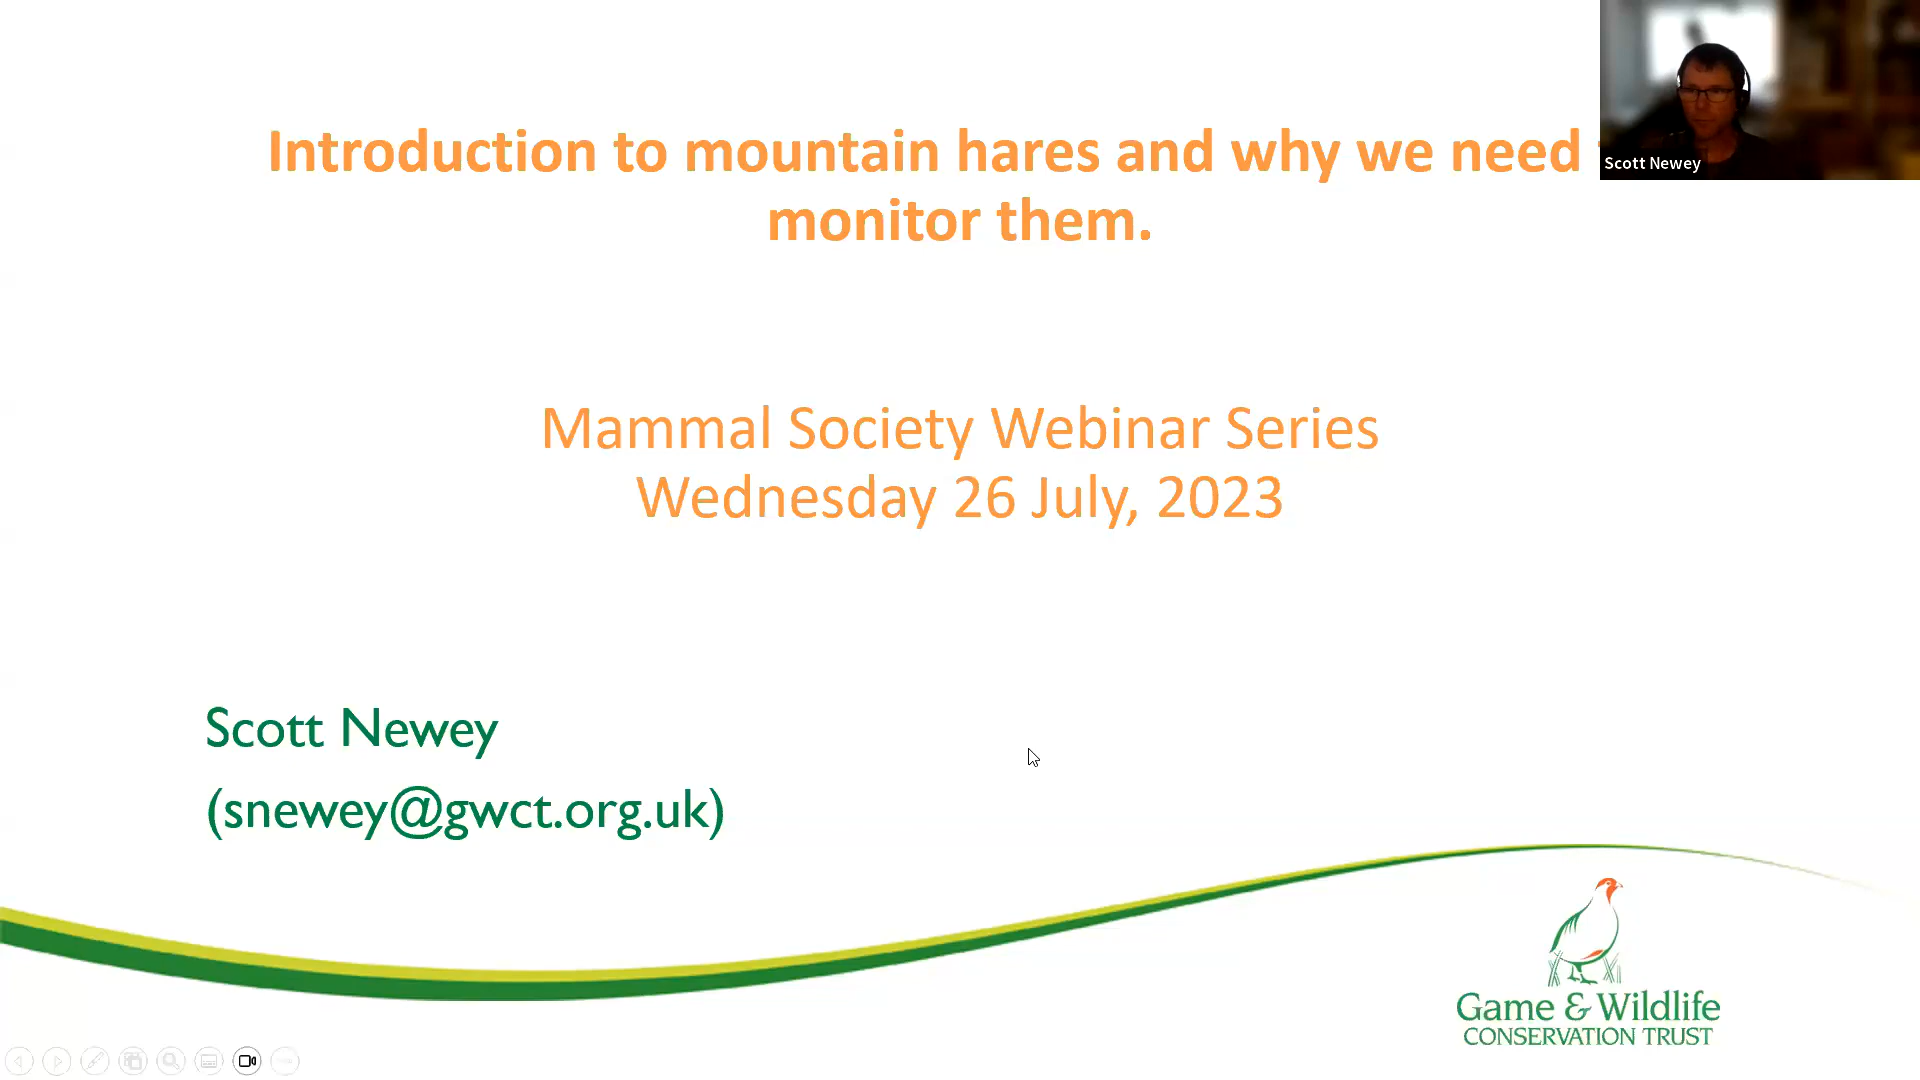 Introduction to mountain hares and why we need
monitor them.
Scott Newey
Mammal Society Webinar Series
Wednesday 26 July, 2023
Scott Newey
(snewey@gwct.org.uk)
Game & Wildlife
CONSERVATION TRUST